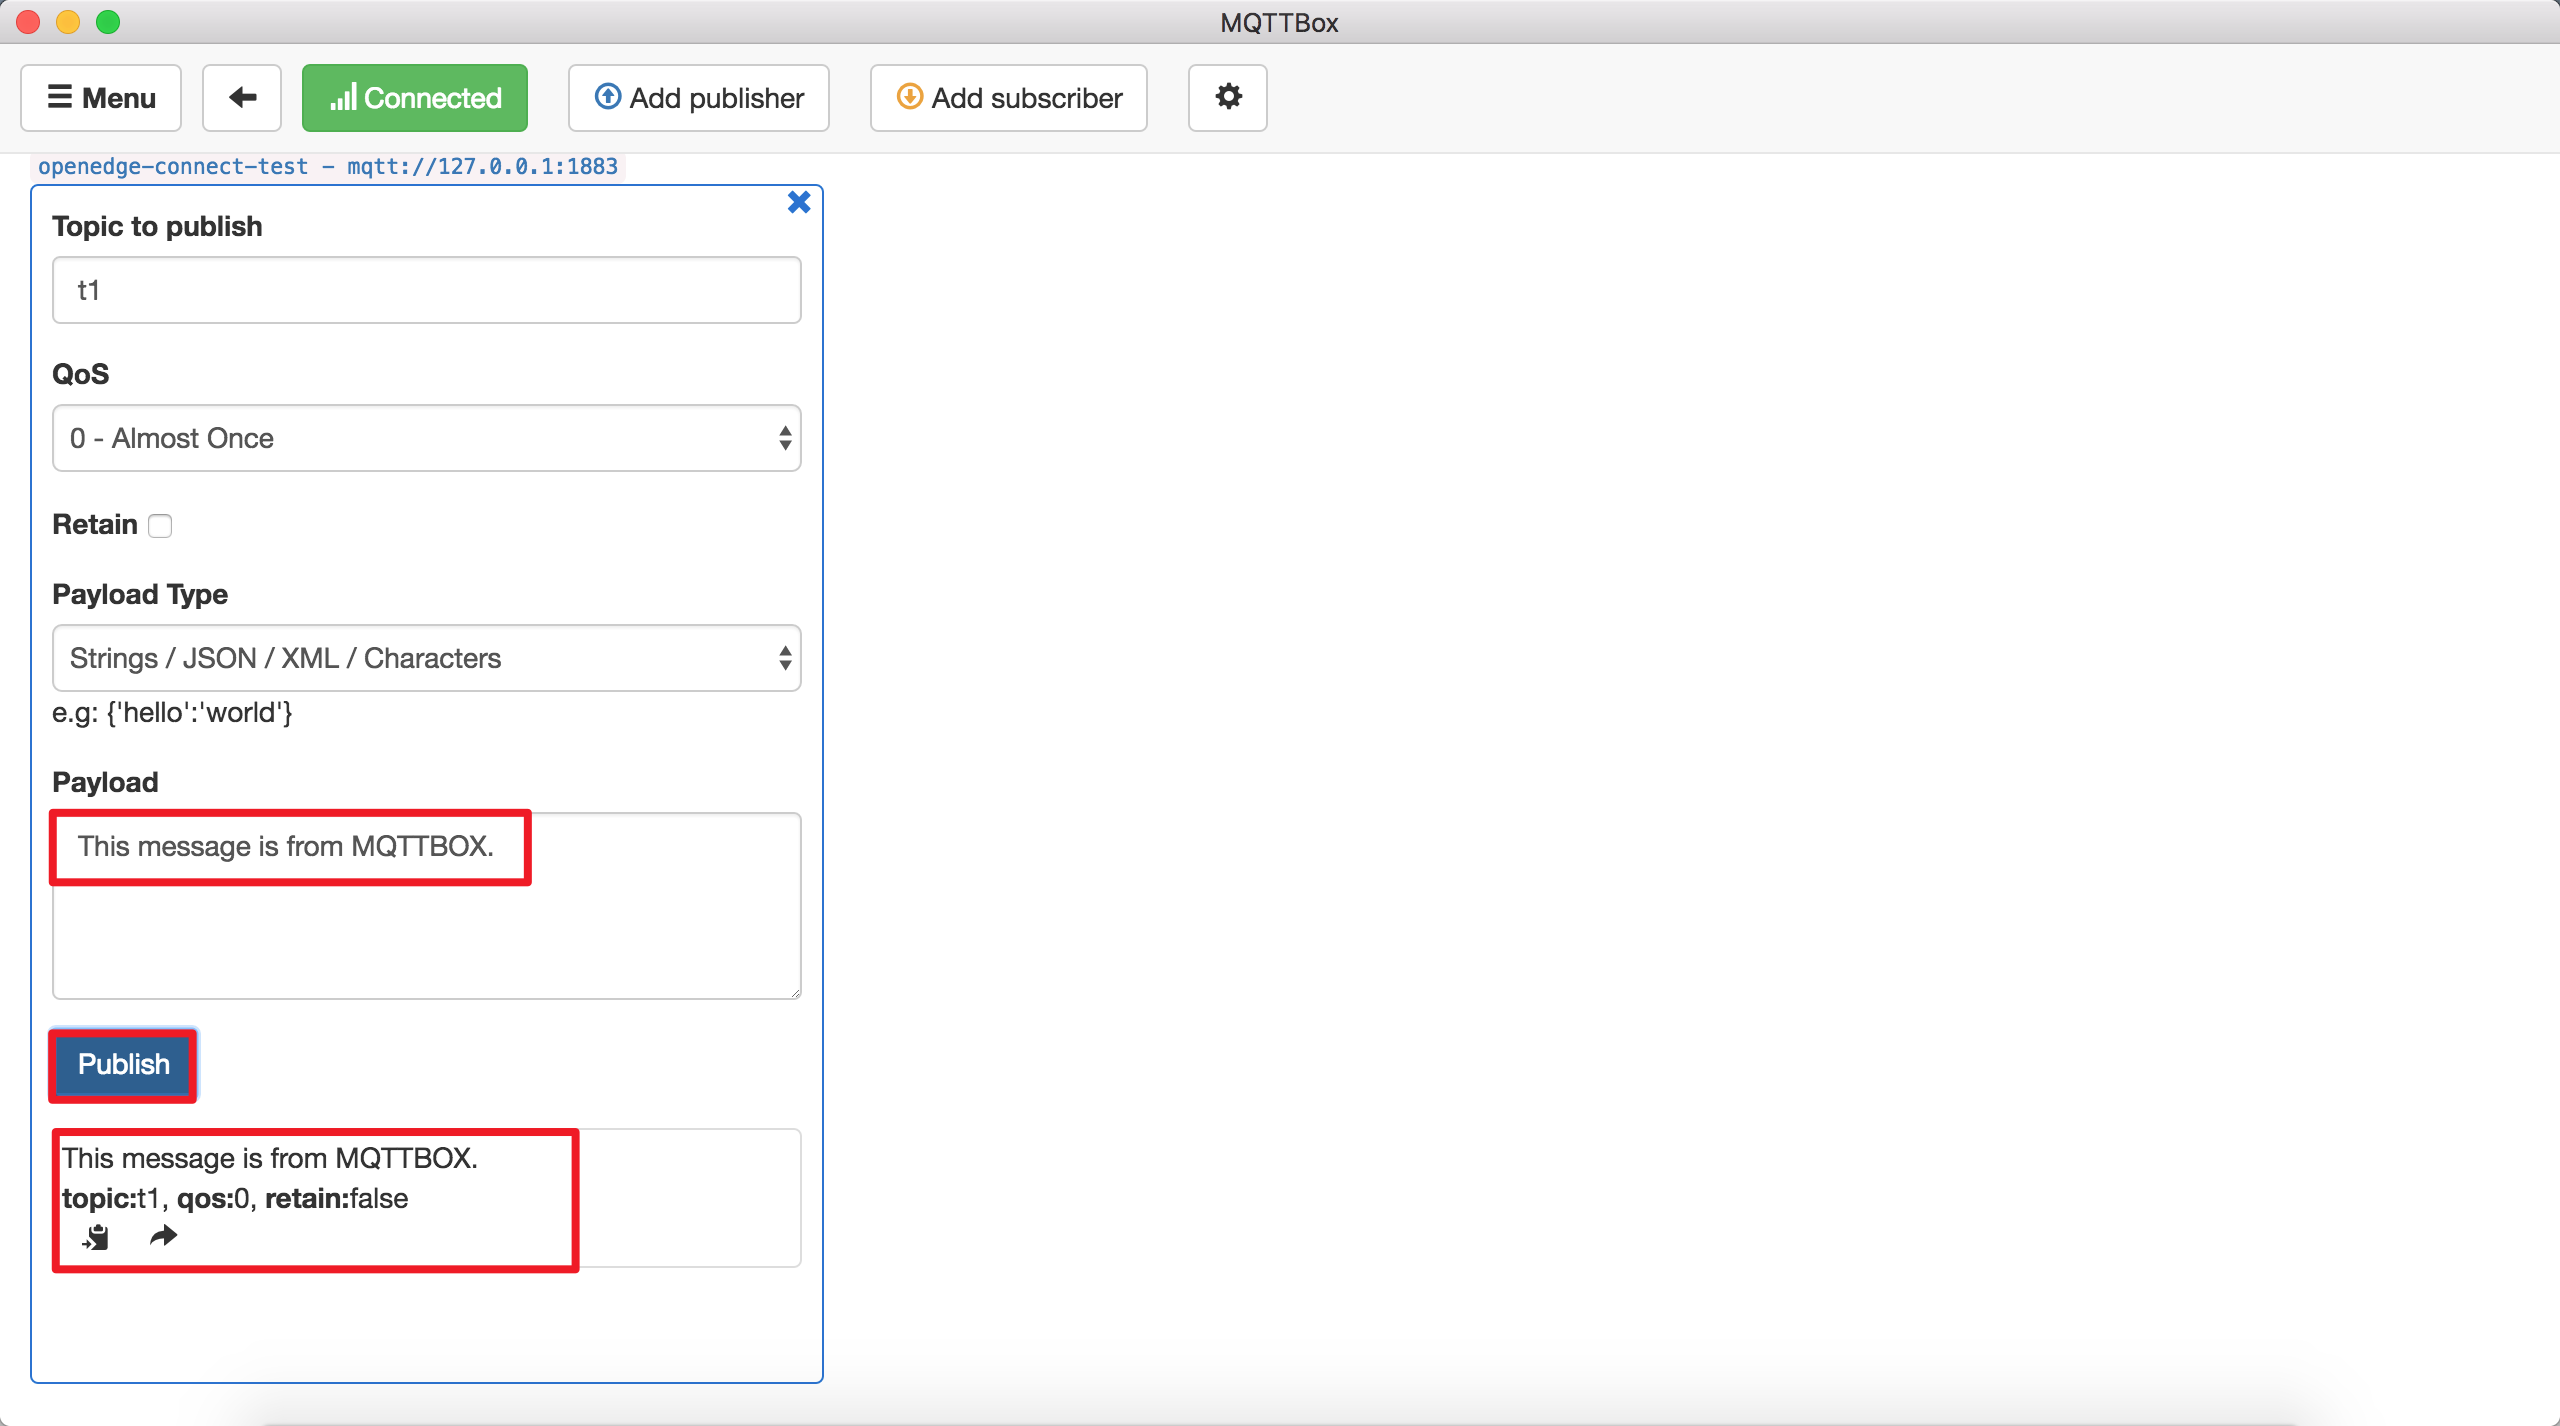 MQTTBox
Menu
Connected
Add publisher
Add subscriber
openedge-connect-test - mqtt://127.0.0.1:1883
Topic to publish
t1
QoS
0 - Almost Once
Retain
Payload Type
Strings / JSON / XML / Characters
e.g: {'hello':'world'}
Payload
This message is from MQTTBOX.
Publish
This message is from MQTTBOX.
topic:t1, qos:0, retain:false